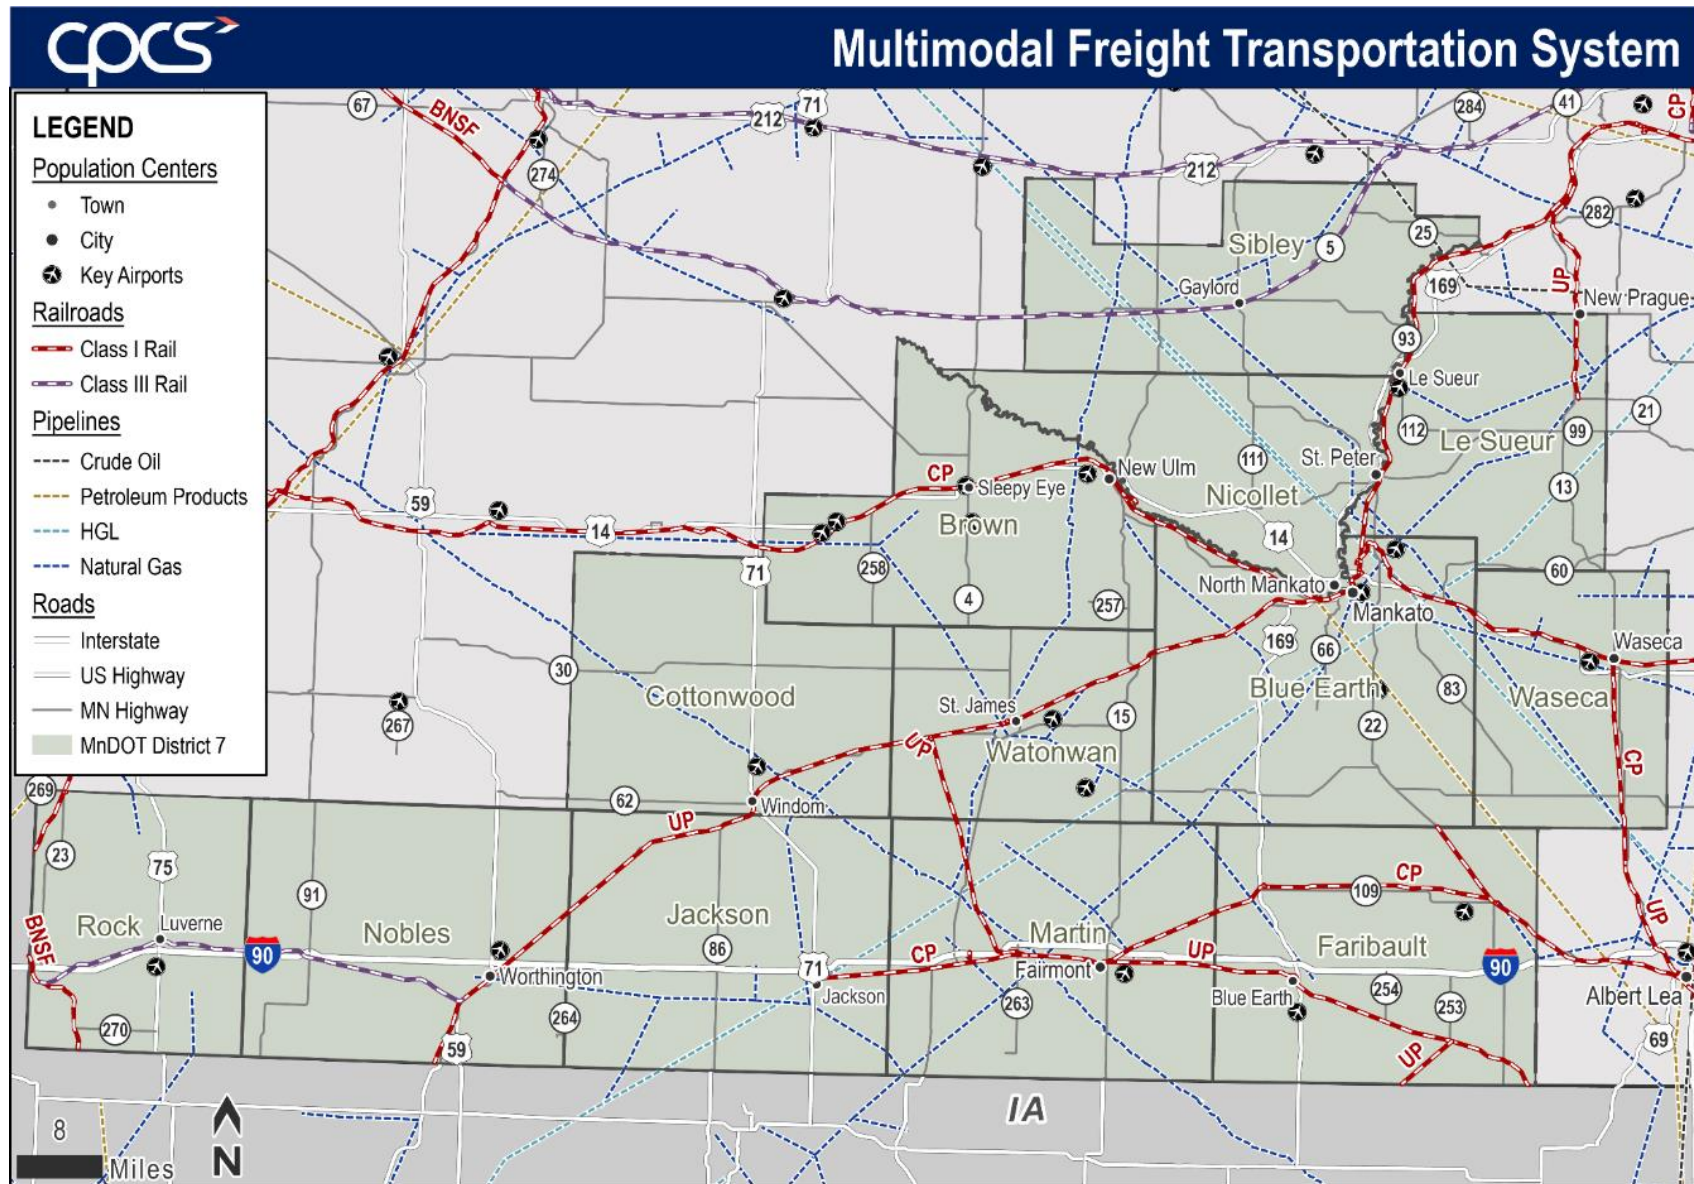 cpcs
Multimodal Freight Transportation System
LEGEND
Population Centers
Town
City
Key Airports
Railroads
Class I Rail
Class III Rail
Pipelines
Crude Oil
Petroleum Products
HGL
Natural Gas
Roads
Interstate
US Highway
MN Highway
MnDOT District 7
67
BNSF
212
71
284
41
CP
274
212
282
25
Sibley
5
169
UP
Gaylord
New Prague
93
Le Sueur
21
112
99
Le Sueur
111
St. Peter
CP
New Ulm
Sleepy Eye
Nicollet
13
59
14
Brown
14
71
258
60
North Mankato
4
257
Mankato
169
66
Waseca
30
Cottonwood
Blue Earth
83
Waseca
267
St. James
15
22
UP
Watonwan
CP
269
62
Windom
UP
23
75
91
CP
109
Rock
Luverne
Nobles
Jackson
86
Martin
Faribault
UP
BNSF
90
CP
UP
90
Worthington
71
Fairmont
Jackson
Blue Earth
254
Albert Lea
270
264
263
253
59
UP
69
IA
8
Miles
N